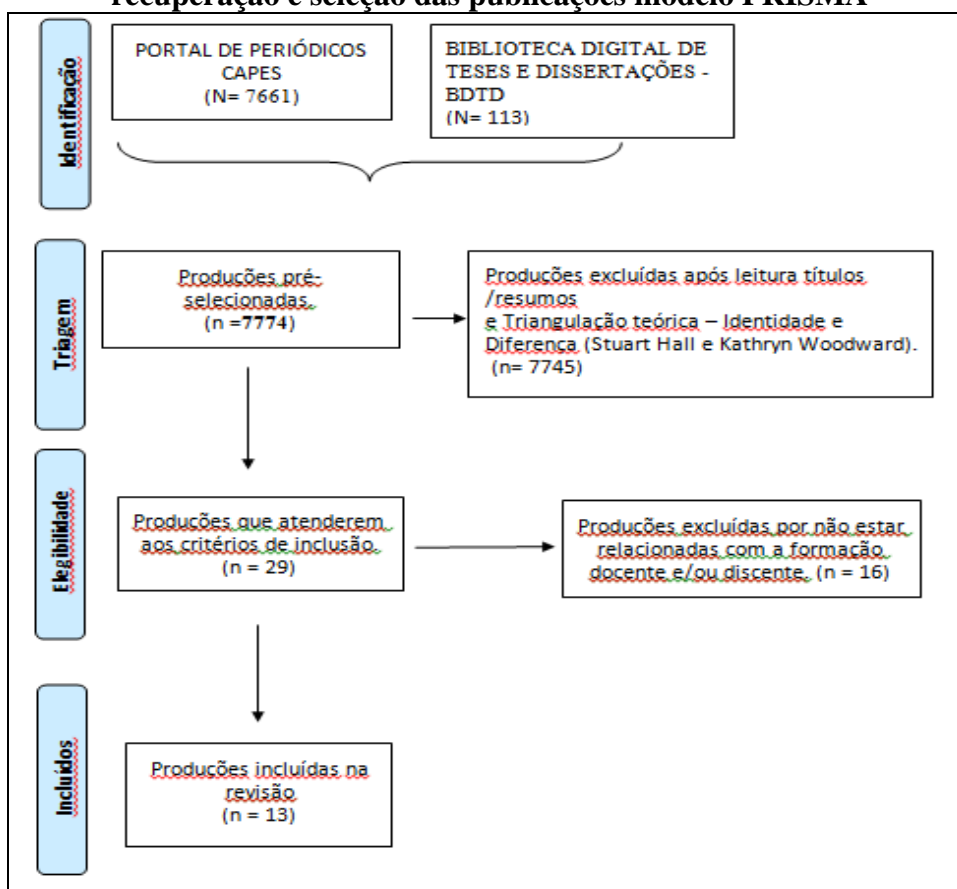 recuperação e seleção das publicações modelo PRISMA
Identificação
PORTAL DE PERIÓDICOS
CAPES
(N= 7661)
BIBLIOTECA DIGITAL DE
TESES E DISSERTAÇÕES -
BDTD
(N= 113)
Triagem
Produções pré-
selecionadas.
(n =7774)
Produções excluídas após leitura títulos
/resumos
e Triangulação teórica – Identidade e
Diferença (Stuart Hall e Kathryn Woodward).
(n= 7745)
Elegibilidade
Produções que atenderem
aos critérios de inclusão.
(n = 29)
Produções excluídas por não estar
relacionadas com a formação
docente e/ou discente. (n = 16)
Incluídos
Produções incluídas na
revisão
(n = 13)